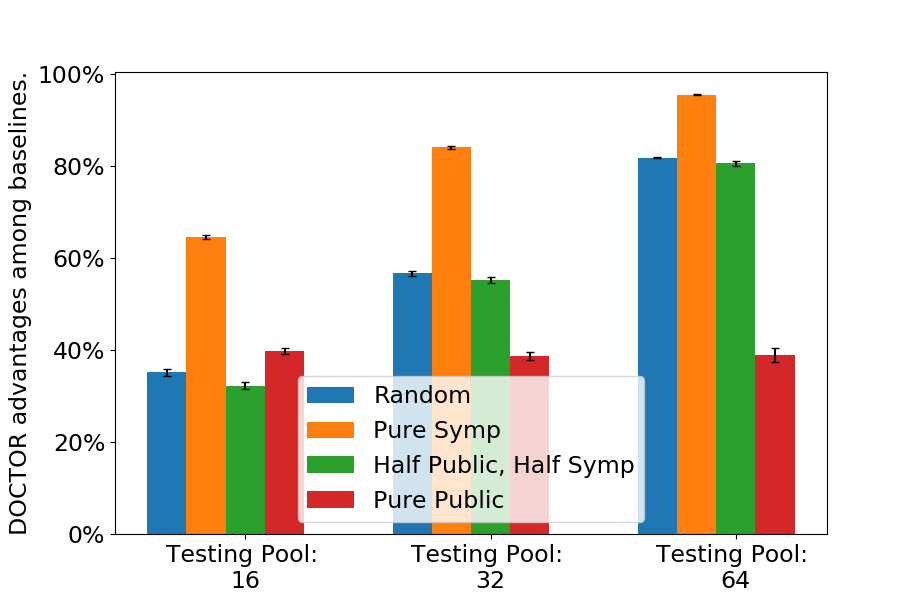 DOCTOR advantages among baselines.
100%
80%
60%
40%
20%
0%
Random
Pure Symp
Half Public, Half Symp
Pure Public
Testing Pool:
16
Testing Pool:
32
Testing Pool:
64